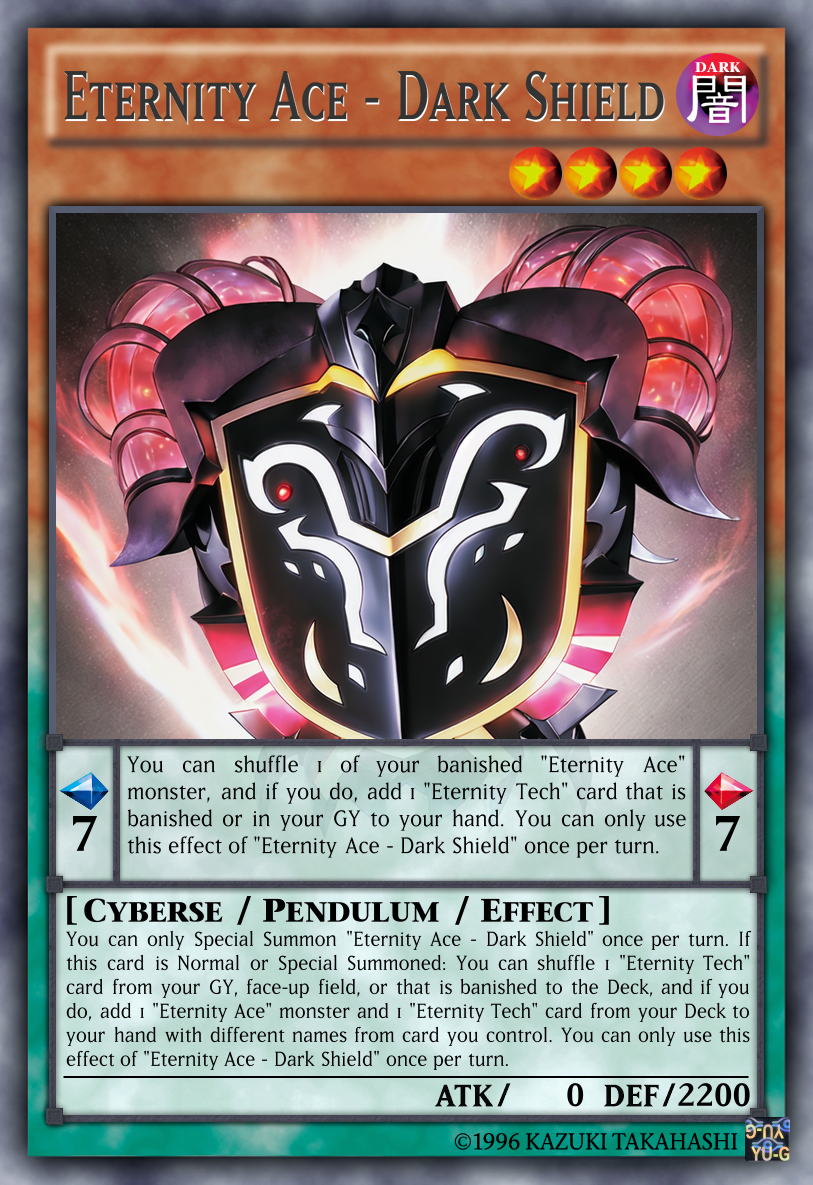 Eternity Ace - Dark Shield
DARK
闇
You can shuffle 1 of your banished "Eternity Ace"
monster, and if you do, add 1 "Eternity Tech" card that is
banished or in your GY to your hand. You can only use
this effect of "Eternity Ace - Dark Shield" once per turn.
7
7
[ Cyberse / Pendulum / Effect ]
You can only Special Summon "Eternity Ace - Dark Shield" once per turn. If
this card is Normal or Special Summoned: You can shuffle 1 "Eternity Tech"
card from your GY, face-up field, or that is banished to the Deck, and if you
do, add 1 "Eternity Ace" monster and 1 "Eternity Tech" card from your Deck to
your hand with different names from card you control. You can only use this
effect of "Eternity Ace - Dark Shield" once per turn.
ATK/ 0 DEF/2200
©1996 KAZUKI TAKAHASHI
YU-G